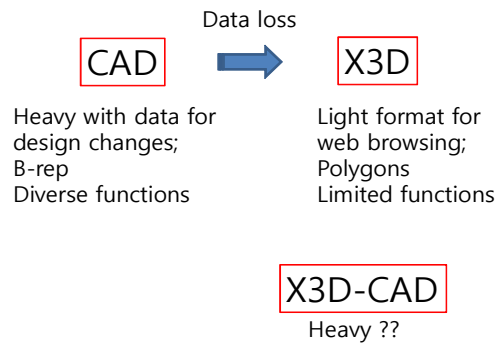 Data loss
CAD
X3D
Heavy with data for
design changes;
B-rep
Diverse functions
Light format for
web browsing;
Polygons
Limited functions
X3D-CAD
Heavy ??